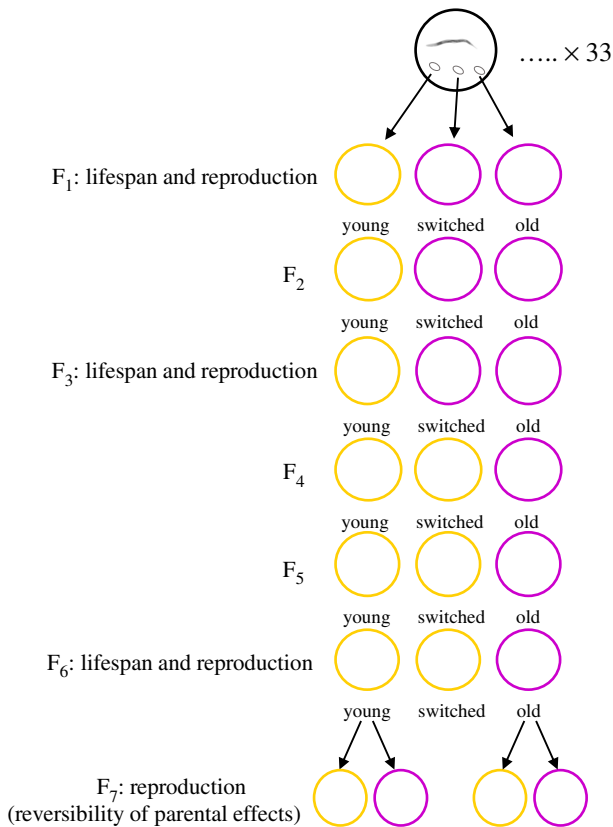 ..... × 33
F₁: lifespan and reproduction
young switched old
F₂
young switched old
F₃: lifespan and reproduction
young switched old
F₄
young switched old
F₅
young switched old
F₆: lifespan and reproduction
young switched old
F₇: reproduction
(reversibility of parental effects)